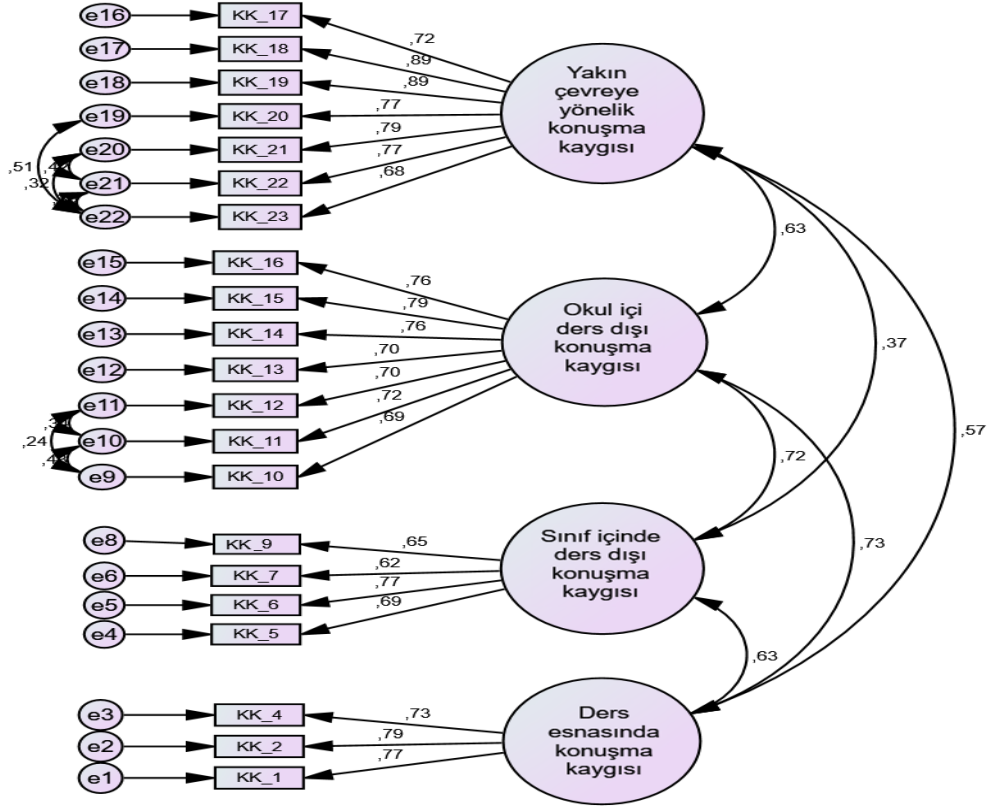 e16 KK_17
,72
e17 KK_18
,89
e18 KK_19
,89
e19 KK_20
,77
e20 KK_21
,79
e21 KK_22
,77
e22 KK_23
,68
,51
,32
Yakın
çevreye
yönelik
konuşma
kaygısı
,63
e15 KK_16
,76
e14 KK_15
,79
e13 KK_14
,76
e12 KK_13
,70
e11 KK_12
,70
e10 KK_11
,72
e9 KK_10
,69
,24
Okul içi
ders dışı
konuşma
kaygısı
,37
,57
,72
,73
e8 KK_9
,65
e6 KK_7
,62
e5 KK_6
,77
e4 KK_5
,69
Sınıf içinde
ders dışı
konuşma
kaygısı
,63
e3 KK_4
,73
e2 KK_2
,79
e1 KK_1
,77
Ders
esnasında
konuşma
kaygısı